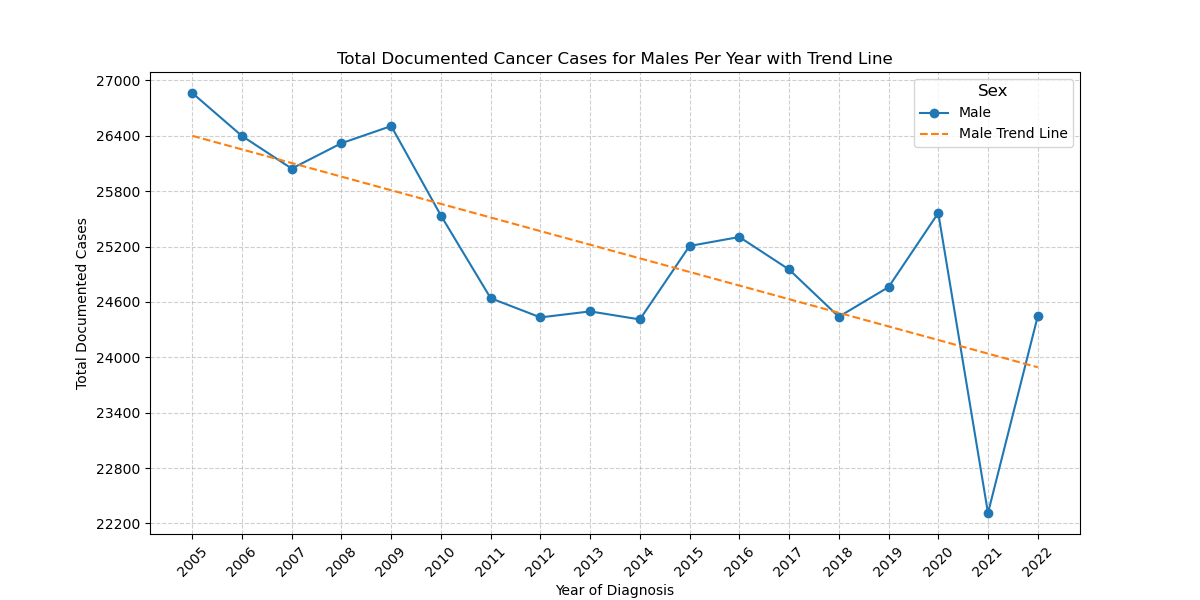 Total Documented Cancer Cases for Males Per Year with Trend Line
Sex
Male
Male Trend Line
Total Documented Cases
27000
26400
25800
25200
24600
24000
23400
22800
22200
2005 2006 2007 2008 2009 2010 2011 2012 2013 2014 2015 2016 2017 2018 2019 2020 2021 2022
Year of Diagnosis